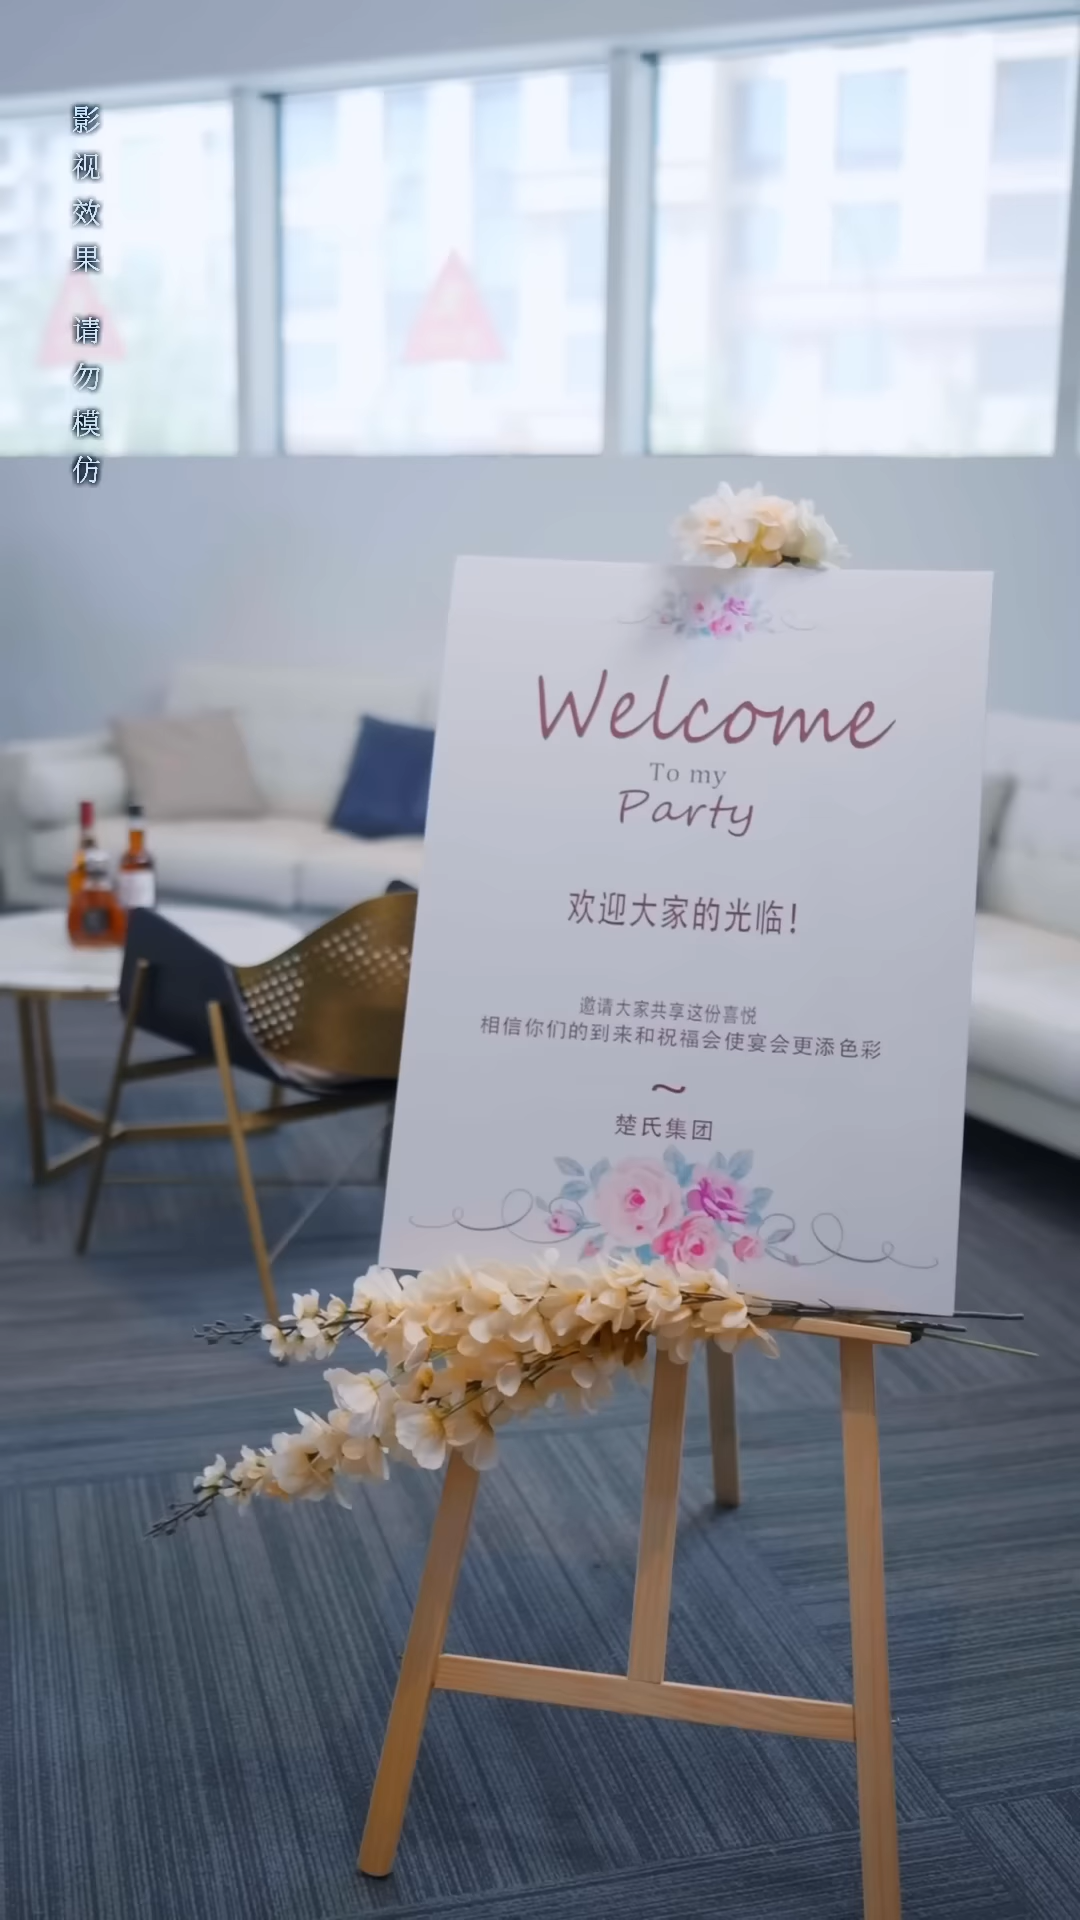 影视效果 请勿模仿
Welcome
To my
Party
欢迎大家的光临!
邀请大家共享这份喜悦
相信你们的到来和祝福会使宴会更添色彩
~
楚氏集团